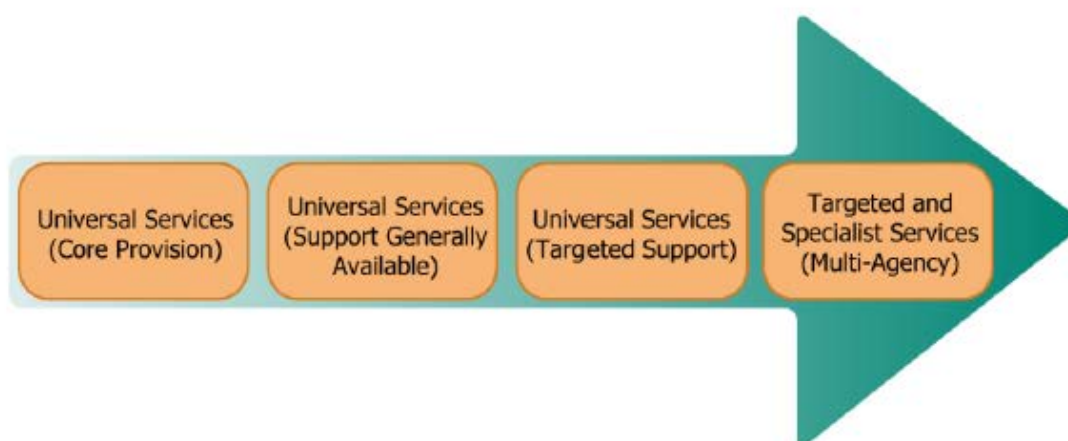 Universal Services
(Core Provision)
Universal Services
(Support Generally
Available)
Universal Services
(Targeted Support)
Targeted and
Specialist Services
(Multi-Agency)